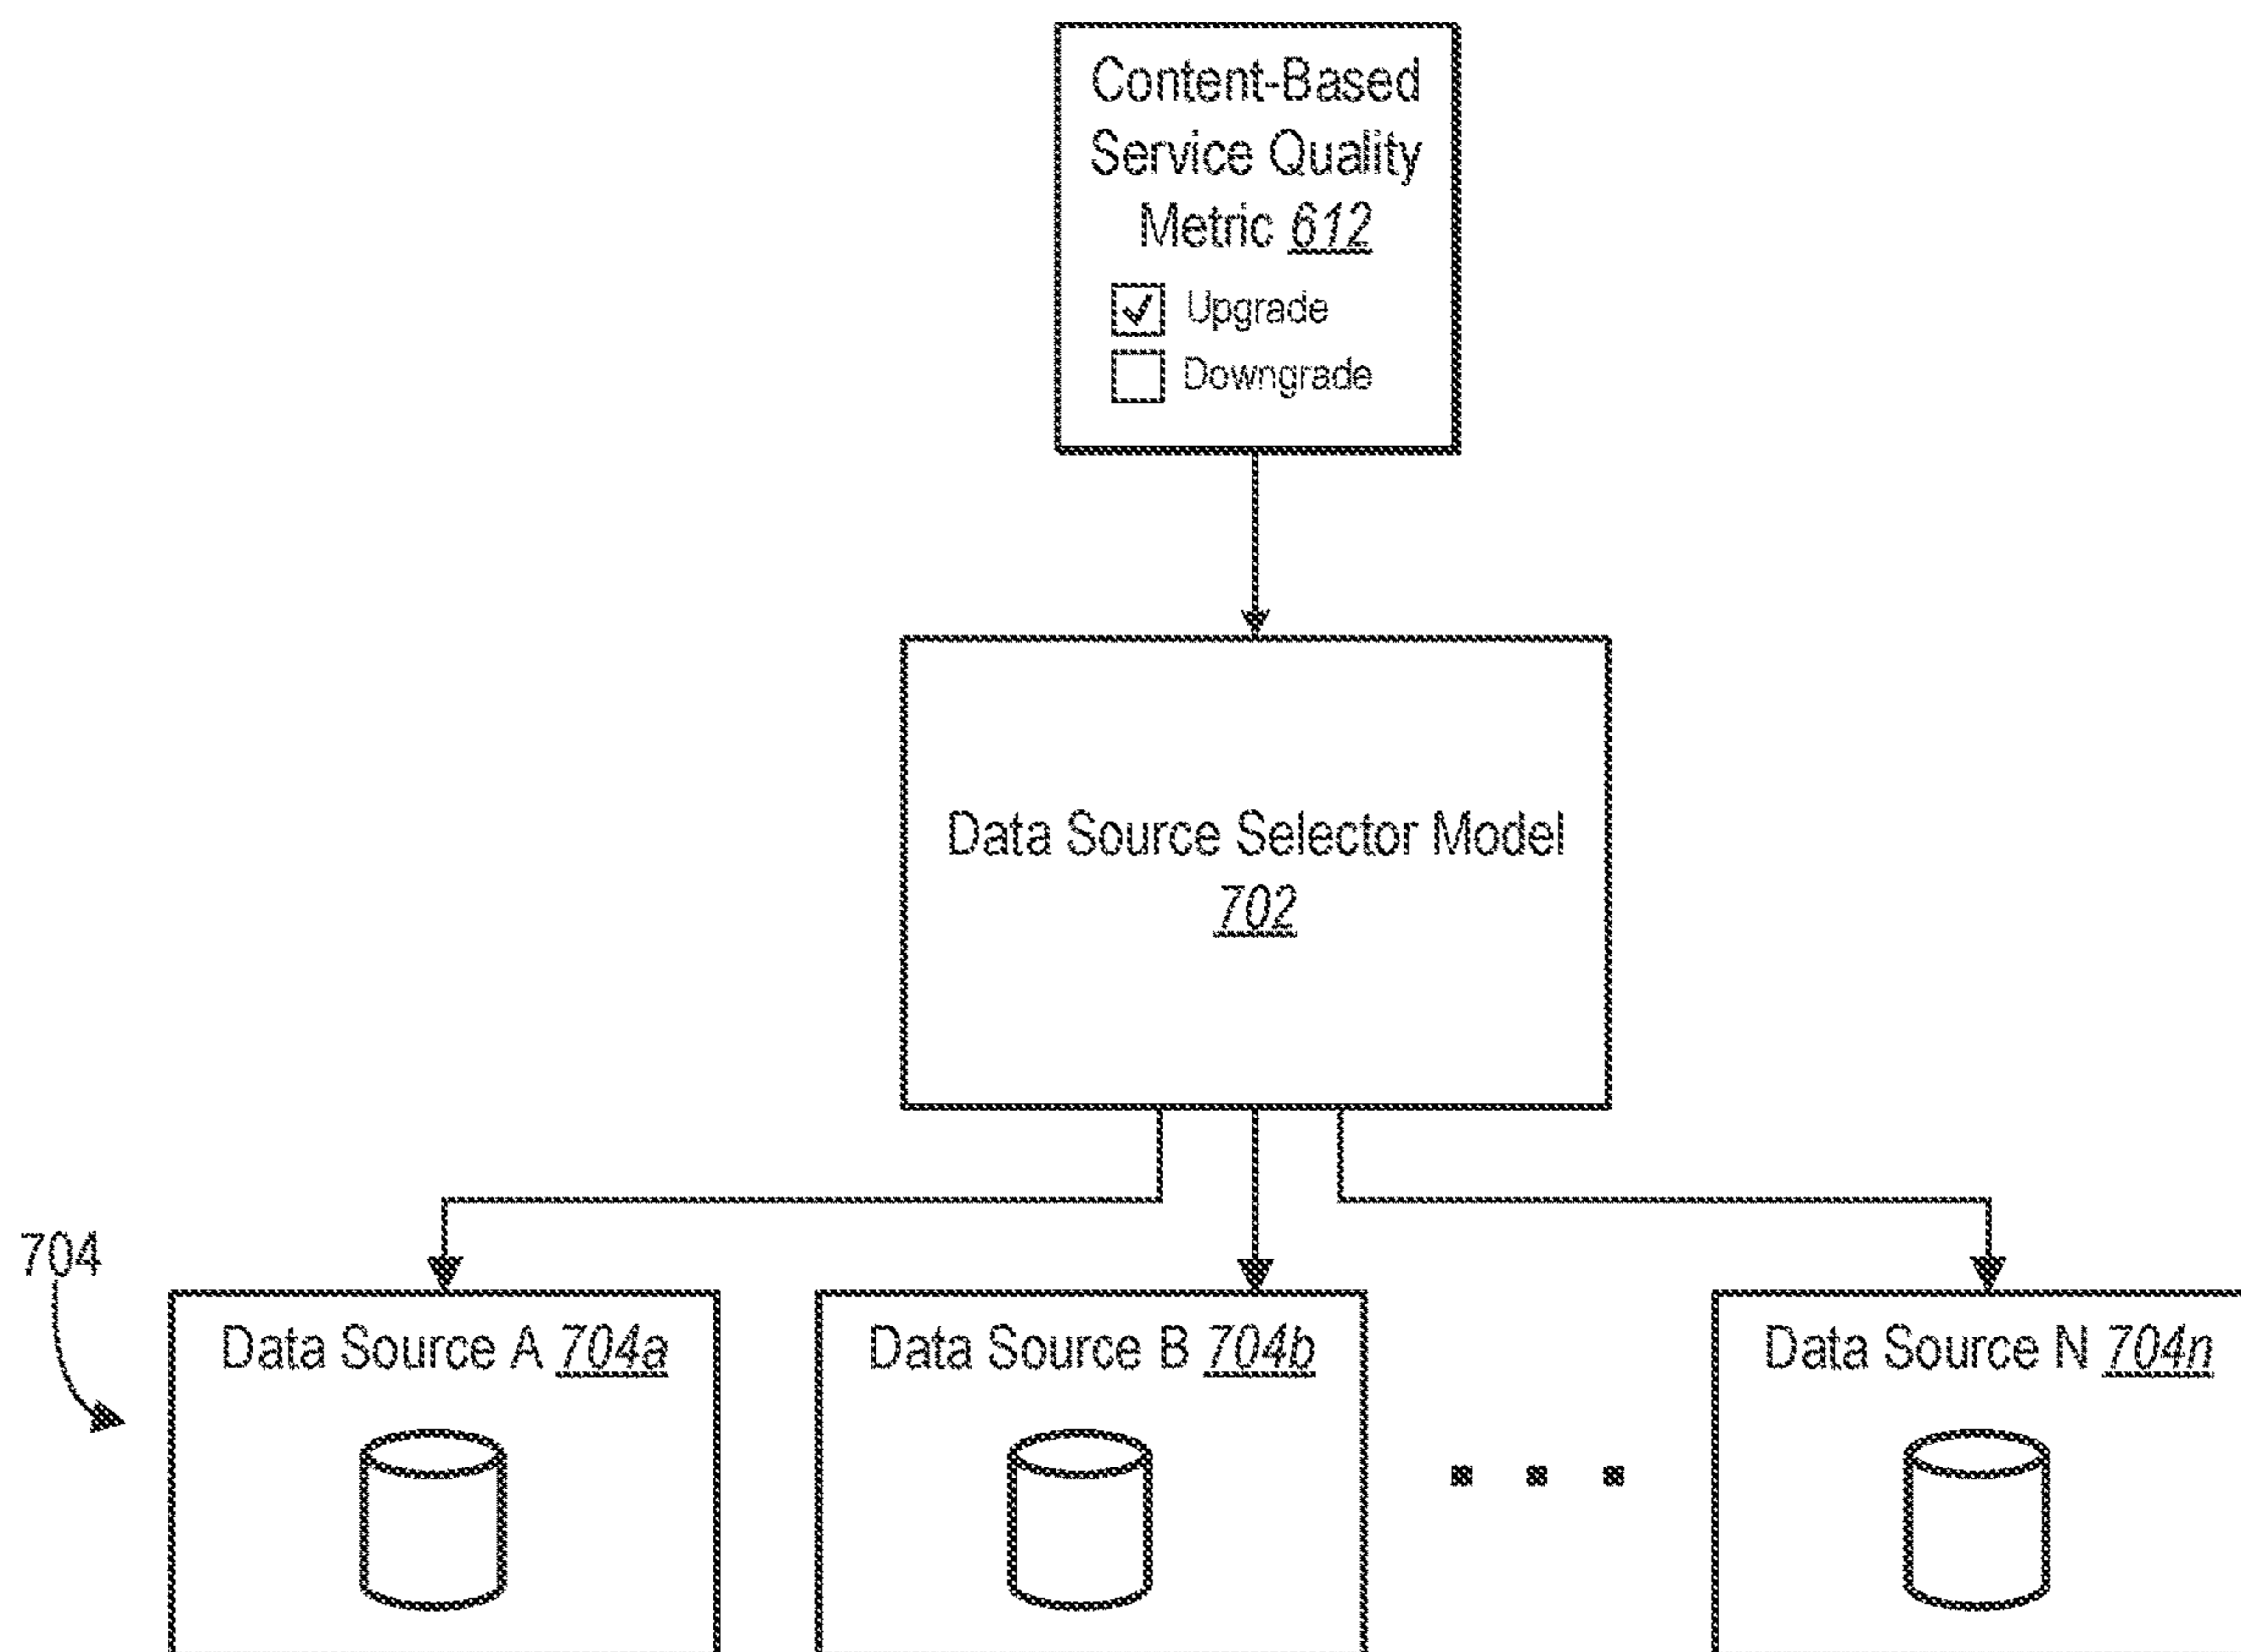 Content-Based
Service Quality
Metric 612
Upgrade
Downgrade
Data Source Selector Model
702
704
Data Source A 704a
Data Source B 704b
Data Source N 704n